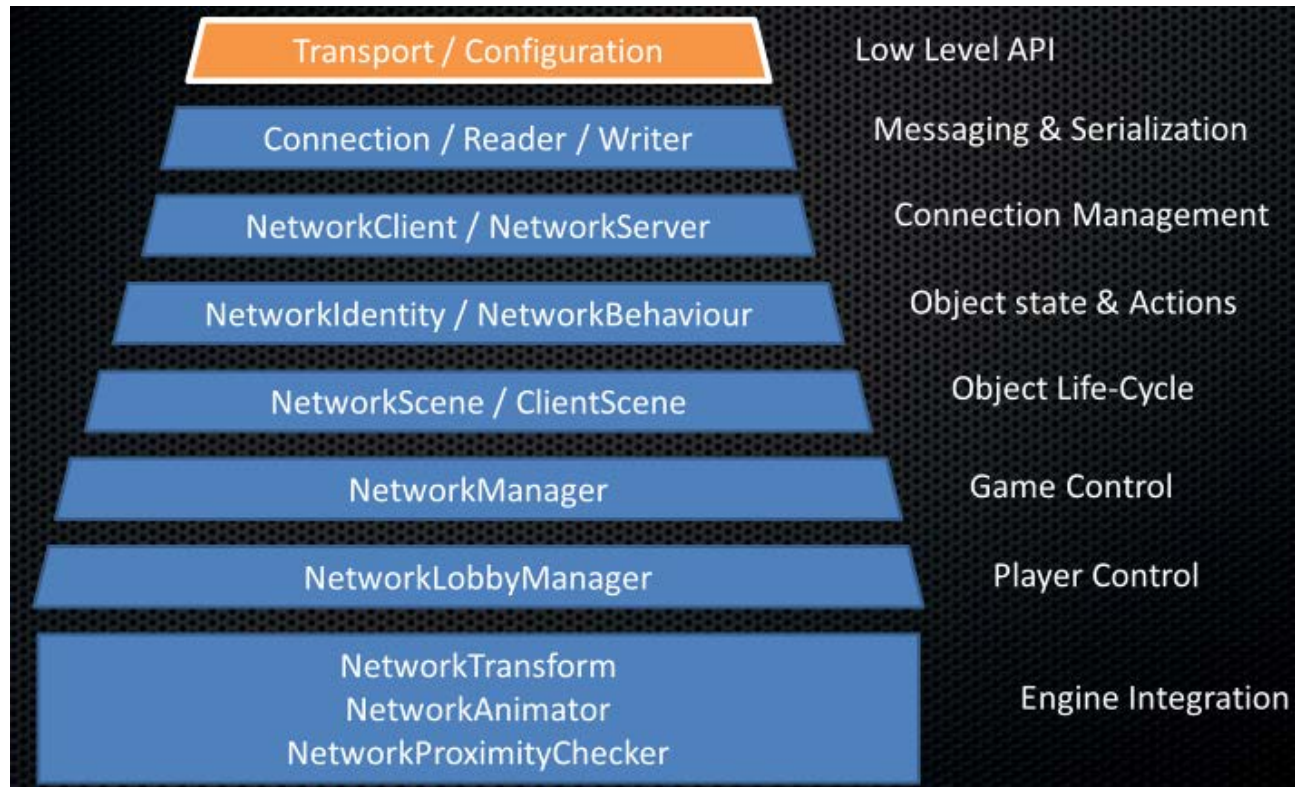 Transport / Configuration
Low Level API
Connection / Reader / Writer
Messaging & Serialization
NetworkClient / NetworkServer
Connection Management
NetworkIdentity / NetworkBehaviour
Object state & Actions
NetworkScene / ClientScene
Object Life-Cycle
NetworkManager
Game Control
NetworkLobbyManager
Player Control
NetworkTransform
NetworkAnimator
NetworkProximityChecker
Engine Integration